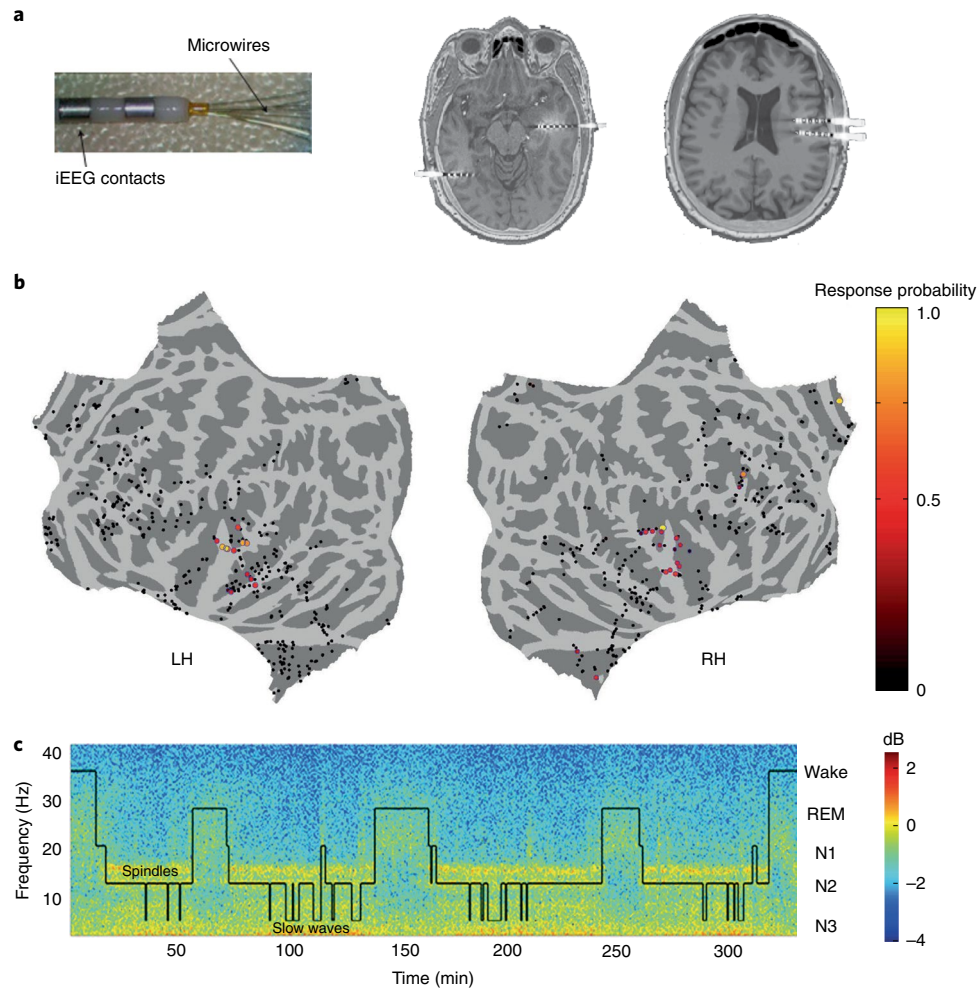 a
Microwires
iEEG contacts
b
Response probability
1.0
0.5
0
LH
RH
c
dB
40
30
20
10
Frequency (Hz)
Spindles
Slow waves
Wake
REM
N1
N2
N3
2
0
–2
–4
50
100
150
200
250
300
Time (min)